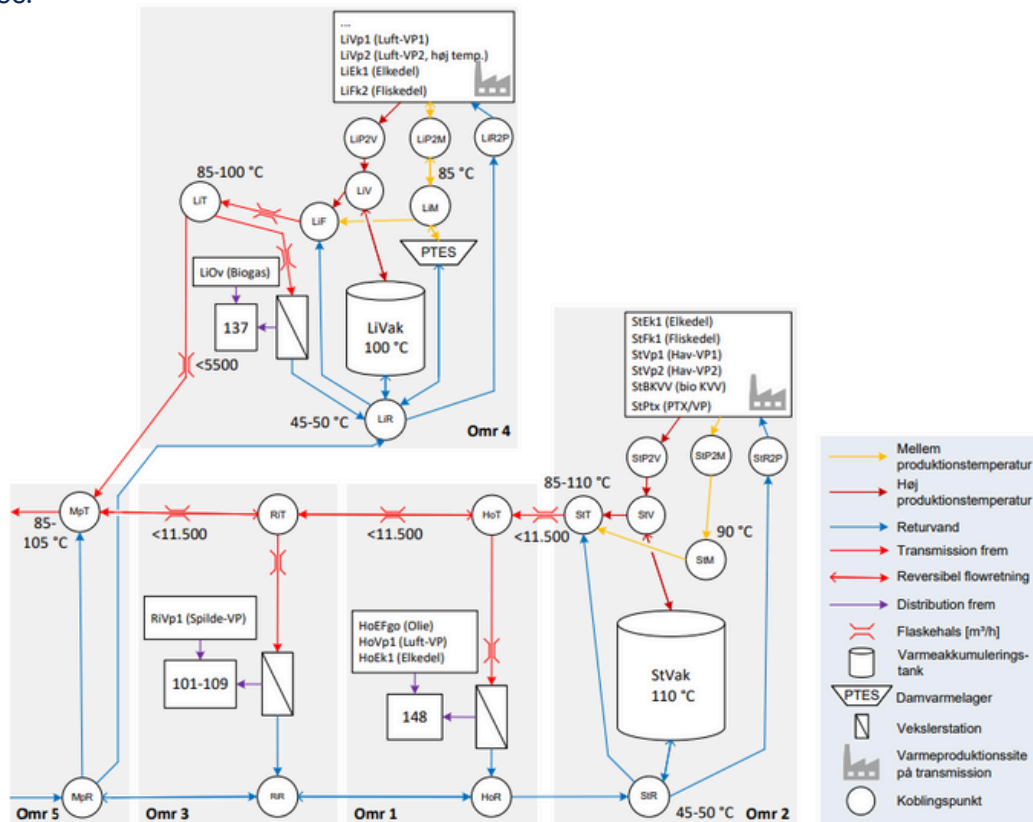 ...
LiVp1 (Luft-VP1)
LiVp2 (Luft-VP2, høj temp.)
LiEk1 (Elkedel)
LiFk2 (Fliskedel)
LiP2V
LiP2M
LiR2P
85 °C
85-100 °C
LiT
LiF
LiV
LiM
PTES
LiOv (Biogas)
137
LiVak
100 °C
<5500
45-50 °C
LiR
Omr 4
StEk1 (Elkedel)
StFk1 (Fliskedel)
StVp1 (Hav-VP1)
StVp2 (Hav-VP2)
StBKVV (bio KVV)
StPtx (PTX/VP)
StP2V
StP2M
StR2P
85-110 °C
90 °C
MpT
RiT
HoT
StT
StV
StM
85-
105 °C
<11.500
<11.500
<11.500
RiVp1 (Spilde-VP)
101-109
HoEFgo (Olie)
HoVp1 (Luft-VP)
HoEk1 (Elkedel)
148
StVak
110 °C
MpR
RiR
HoR
StR
45-50 °C
Omr 5
Omr 3
Omr 1
Omr 2
Mellem
produktionstemperatur
Høj
produktionstemperatur
Returvand
Transmission frem
Reversibel flowretning
Distribution frem
Flaskehals [m³/h]
Varmeakkumulerings-
tank
PTES
Damvarmelager
Vekslerstation
Varmeproduktionssite
på transmission
Koblingspunkt